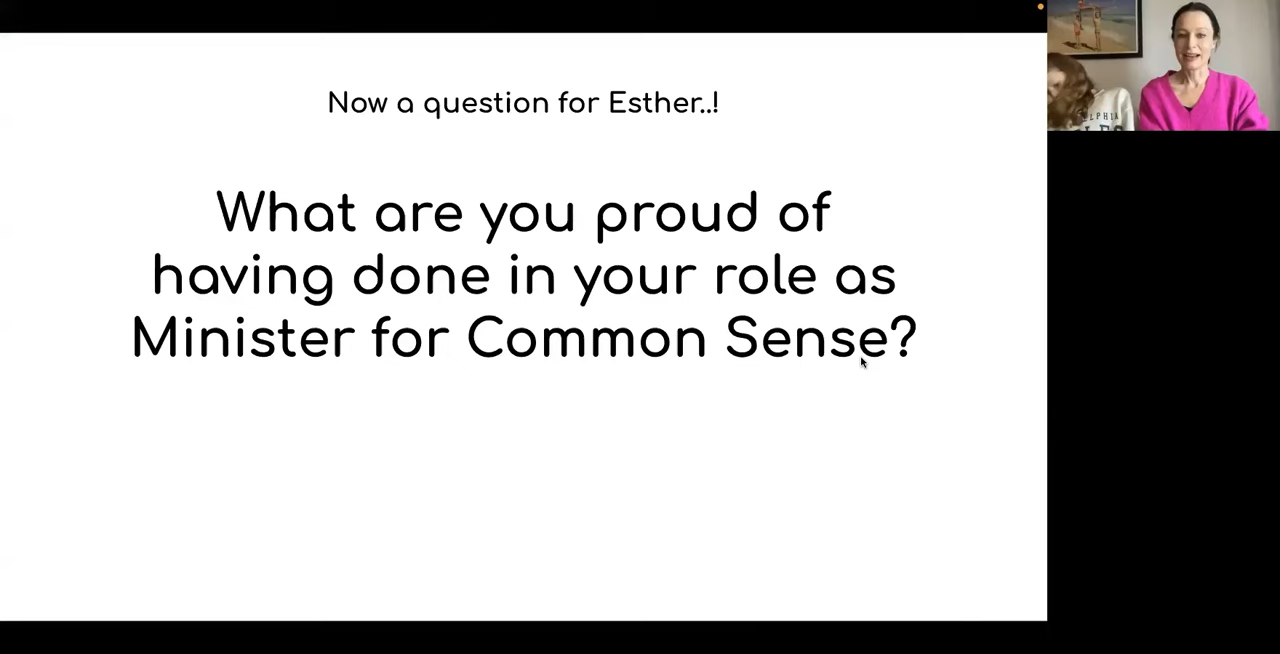 Now a question for Esther..!
What are you proud of
having done in your role as
Minister for Common Sense?